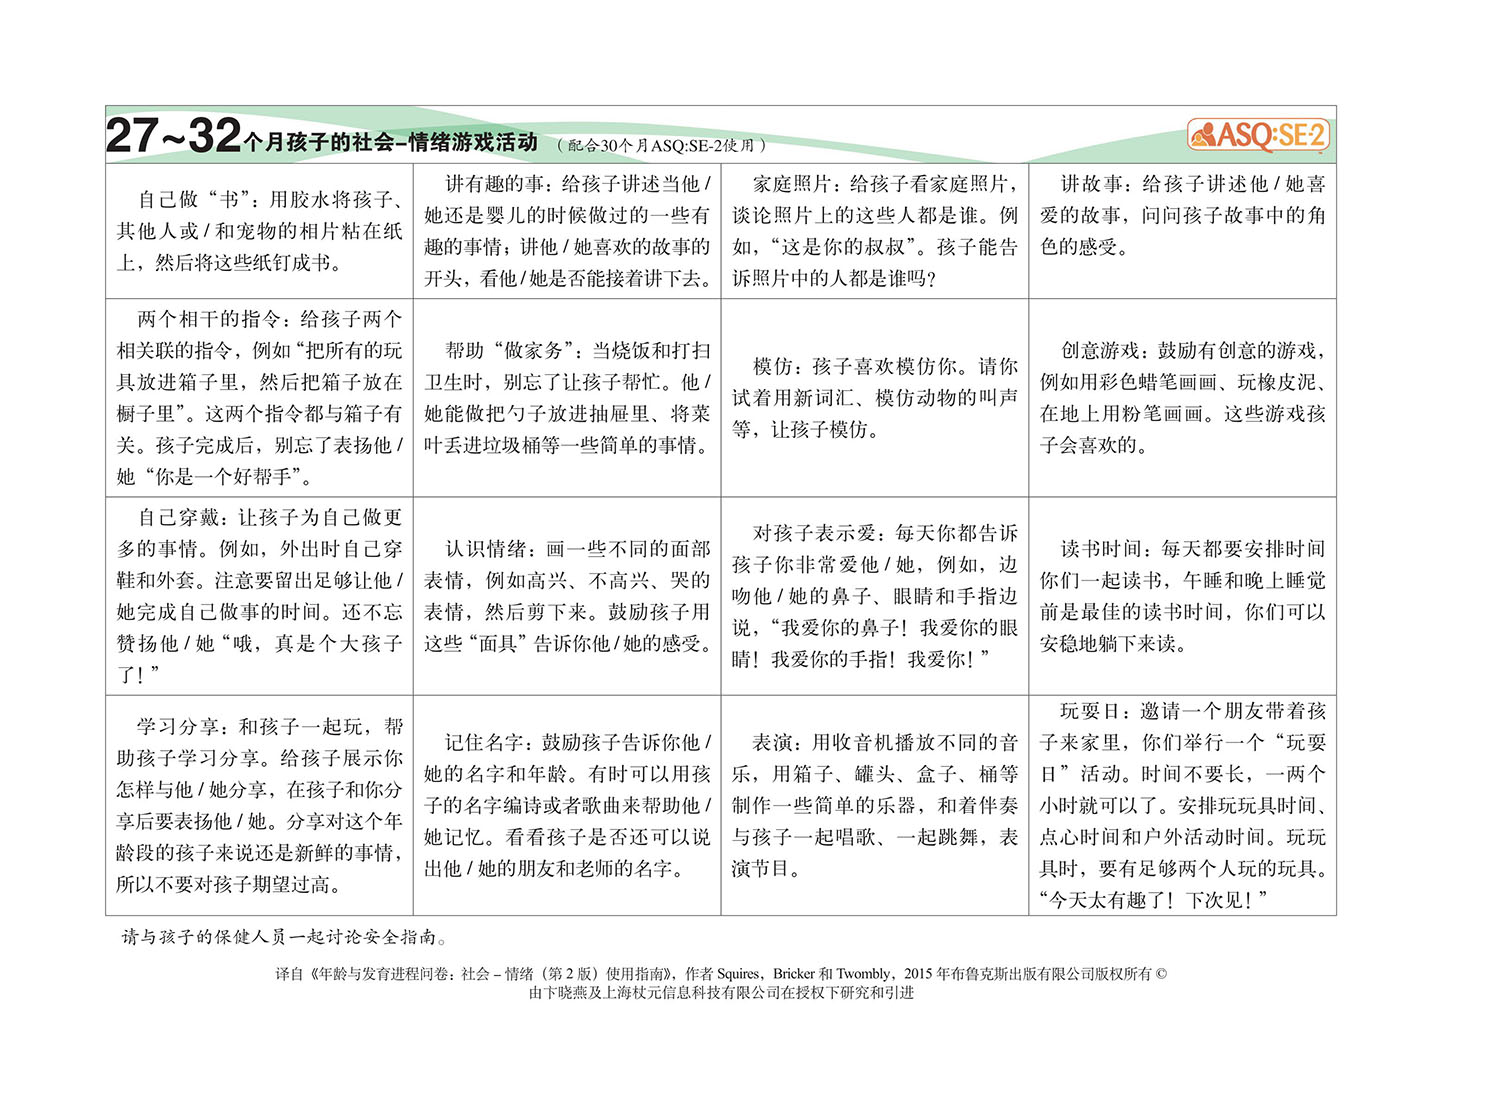 27~32个月孩子的社会–情绪游戏活动 （配合30个月ASQ:SE-2使用）
ASQ:SE-2
自己做“书”：用胶水将孩子、
其他人或 / 和宠物的相片粘在纸
上，然后将这些纸钉成书。
讲有趣的事：给孩子讲述当他 /
她还是婴儿的时候做过的一些有
趣的事情；讲他 / 她喜欢的故事的
开头，看他 / 她是否能接着讲下去。
家庭照片：给孩子看家庭照片，
谈论照片上的这些人都是谁。例
如，“这是你的叔叔”。孩子能告
诉照片中的人都是谁吗？
讲故事：给孩子讲述他 / 她喜
爱的故事，问问孩子故事中的角
色的感受。
两个相干的指令：给孩子两个
相关联的指令，例如“把所有的玩
具放进箱子里，然后把箱子放在
橱子里”。这两个指令都与箱子有
关。孩子完成后，别忘了表扬他 /
她“你是一个好帮手”。
帮助“做家务”：当烧饭和打扫
卫生时，别忘了让孩子帮忙。他 /
她能做把勺子放进抽屉里、将菜
叶丢进垃圾桶等一些简单的事情。
模仿：孩子喜欢模仿你。请你
试着用新词汇、模仿动物的叫声
等，让孩子模仿。
创意游戏：鼓励有创意的游戏，
例如用彩色蜡笔画画、玩橡皮泥、
在地上用粉笔画画。这些游戏孩
子会喜欢的。
自己穿戴：让孩子为自己做更
多的事情。例如，外出时自己穿
鞋和外套。注意要留出足够让他 /
她完成自己做事的时间。还不忘
赞扬他 / 她“哦，真是个大孩子
了！”
认识情绪：画一些不同的面部
表情，例如高兴、不高兴、哭的
表情，然后剪下来。鼓励孩子用
这些“面具”告诉你他 / 她的感受。
对孩子表示爱：每天你都告诉
孩子你非常爱他 / 她，例如，边
吻他 / 她的鼻子、眼睛和手指边
说，“我爱你的鼻子！我爱你的眼
睛！我爱你的手指！我爱你！”
读书时间：每天都要安排时间
你们一起读书，午睡和晚上睡觉
前是最佳的读书时间，你们可以
安稳地躺下来读。
学习分享：和孩子一起玩，帮
助孩子学习分享。给孩子展示你
怎样与他 / 她分享，在孩子和你分
享后要表扬他 / 她。分享对这个年
龄段的孩子来说还是新鲜的事情，
所以不要对孩子期望过高。
记住名字：鼓励孩子告诉你他 /
她的名字和年龄。有时可以用孩
子的名字编诗或者歌曲来帮助他 /
她记忆。看看孩子是否还可以说
出他 / 她的朋友和老师的名字。
表演：用收音机播放不同的音
乐，用箱子、罐头、盒子、桶等
制作一些简单的乐器，和着伴奏
与孩子一起唱歌、一起跳舞，表
演节目。
玩耍日：邀请一个朋友带着孩
子来家里，你们举行一个“玩耍
日”活动。时间不要长，一两个
小时就可以了。安排玩玩具时间、
点心时间和户外活动时间。玩玩
具时，要有足够两个人玩的玩具。
“今天太有趣了！下次见！”
请与孩子的保健人员一起讨论安全指南。
译自《年龄与发育进程问卷：社会 – 情绪（第 2 版）使用指南》，作者 Squires，Bricker 和 Twombly，2015 年布鲁克斯出版有限公司版权所有 ©
由卞晓燕及上海杖元信息科技有限公司在授权下研究和引进